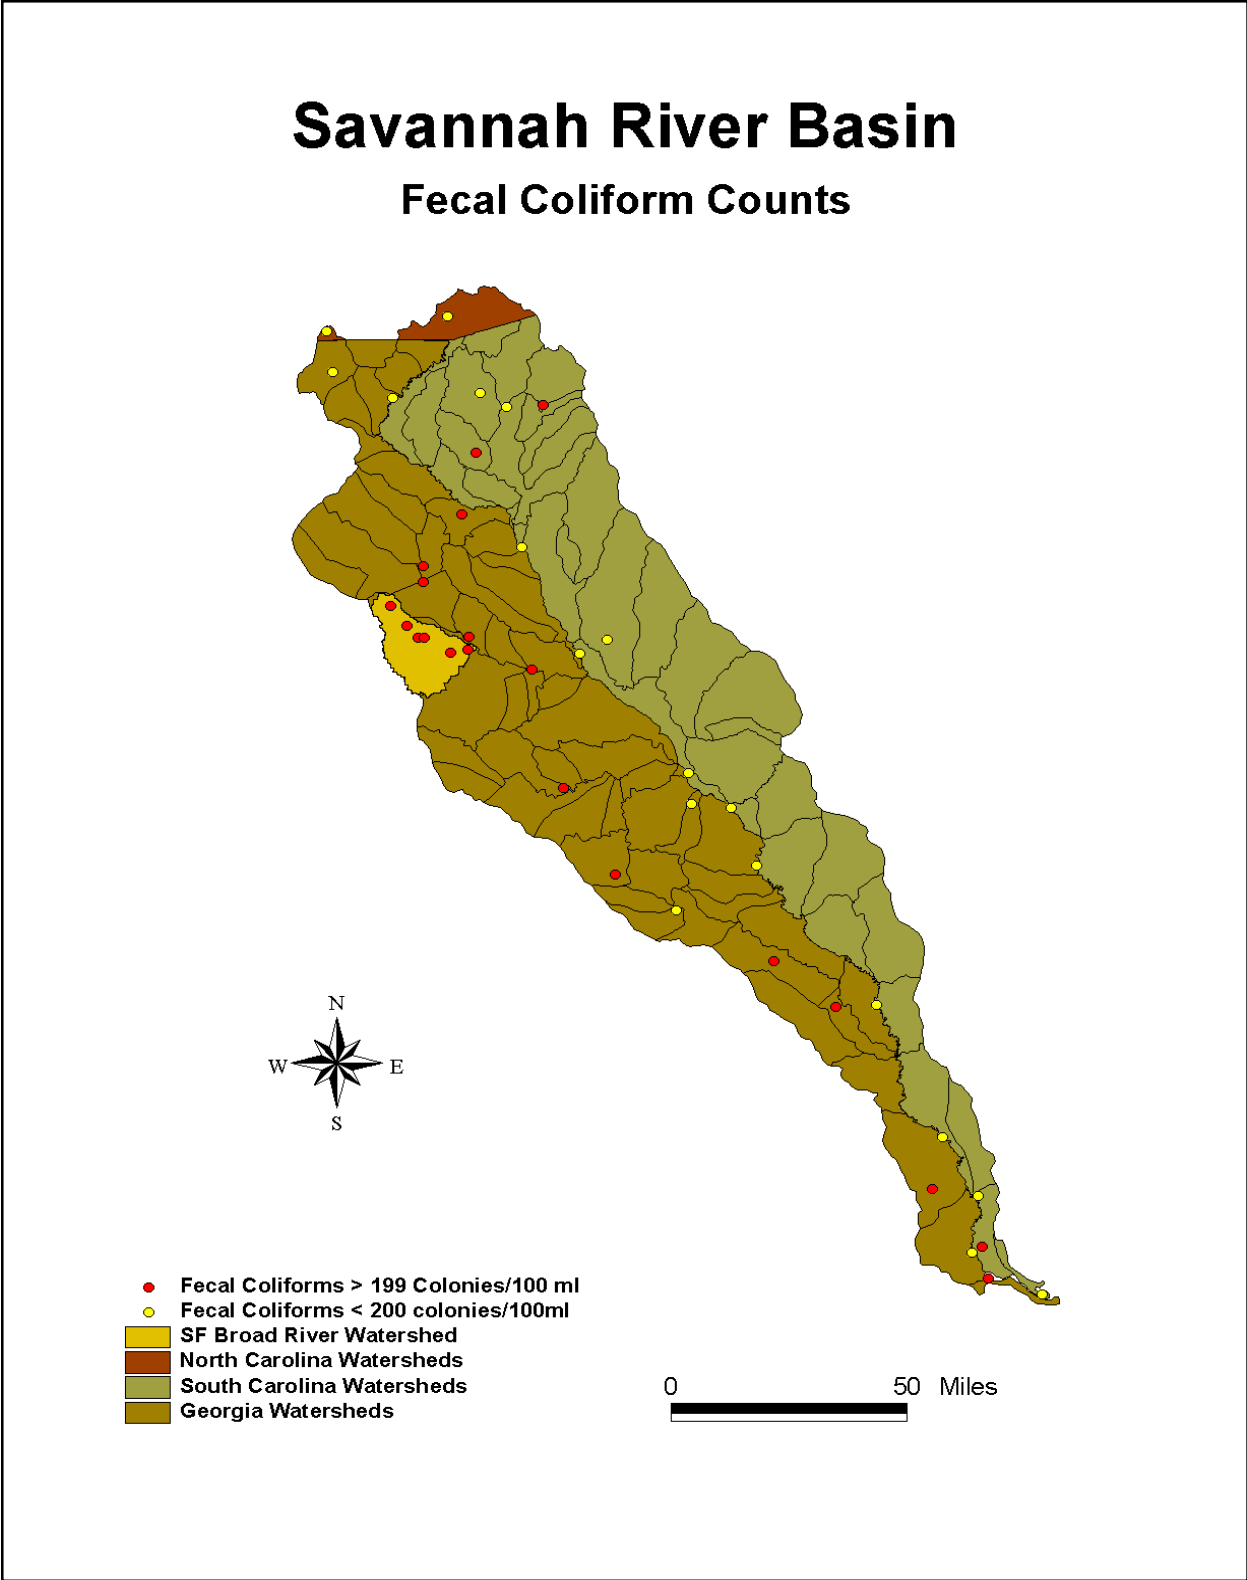 Savannah River Basin
Fecal Coliform Counts
N
W E
S
Fecal Coliforms > 199 Colonies/100 ml
Fecal Coliforms < 200 colonies/100ml
SF Broad River Watershed
North Carolina Watersheds
South Carolina Watersheds
Georgia Watersheds
0 50 Miles